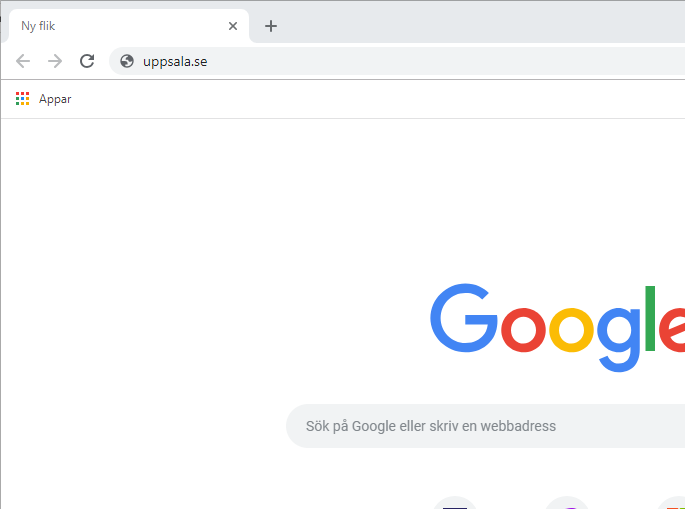 Ny flik
uppsala.se
Appar
Google
Sök på Google eller skriv en webbadress